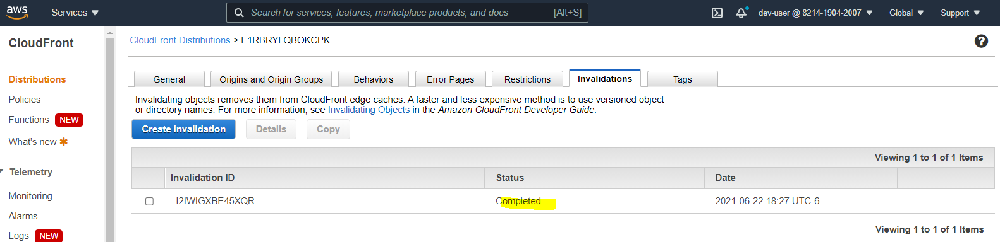 aws Services Search for services, features, marketplace products, and docs [Alt+S] dev-user @ 8214-1904-2007 Global Support
CloudFront
Distributions
Policies
Functions NEW
What's new
Telemetry
Monitoring
Alarms
Logs NEW
CloudFront Distributions > E1RBRYLQBOKCPK
General Origins and Origin Groups Behaviors Error Pages Restrictions Invalidations Tags
Invalidating objects removes them from CloudFront edge caches. A faster and less expensive method is to use versioned object
or directory names. For more information, see Invalidating Objects in the Amazon CloudFront Developer Guide.
Create Invalidation Details Copy
Viewing 1 to 1 of 1 Items
Invalidation ID Status Date
I2IWIGXBE45XQR Completed 2021-06-22 18:27 UTC-6
Viewing 1 to 1 of 1 Items